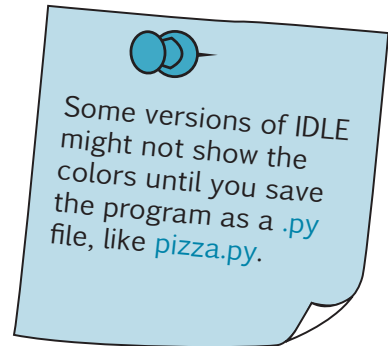 Some versions of IDLE
might not show the
colors until you save
the program as a .py
file, like pizza.py.